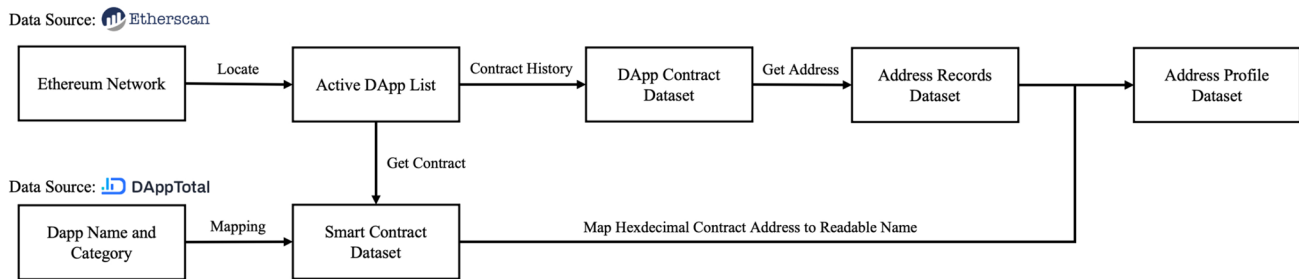 Data Source: Etherscan
Ethereum Network
Locate
Active DApp List
Contract History
DApp Contract
Dataset
Get Address
Address Records
Dataset
Address Profile
Dataset
Get Contract
Data Source: DAppTotal
Dapp Name and
Category
Mapping
Smart Contract
Dataset
Map Hexdecimal Contract Address to Readable Name